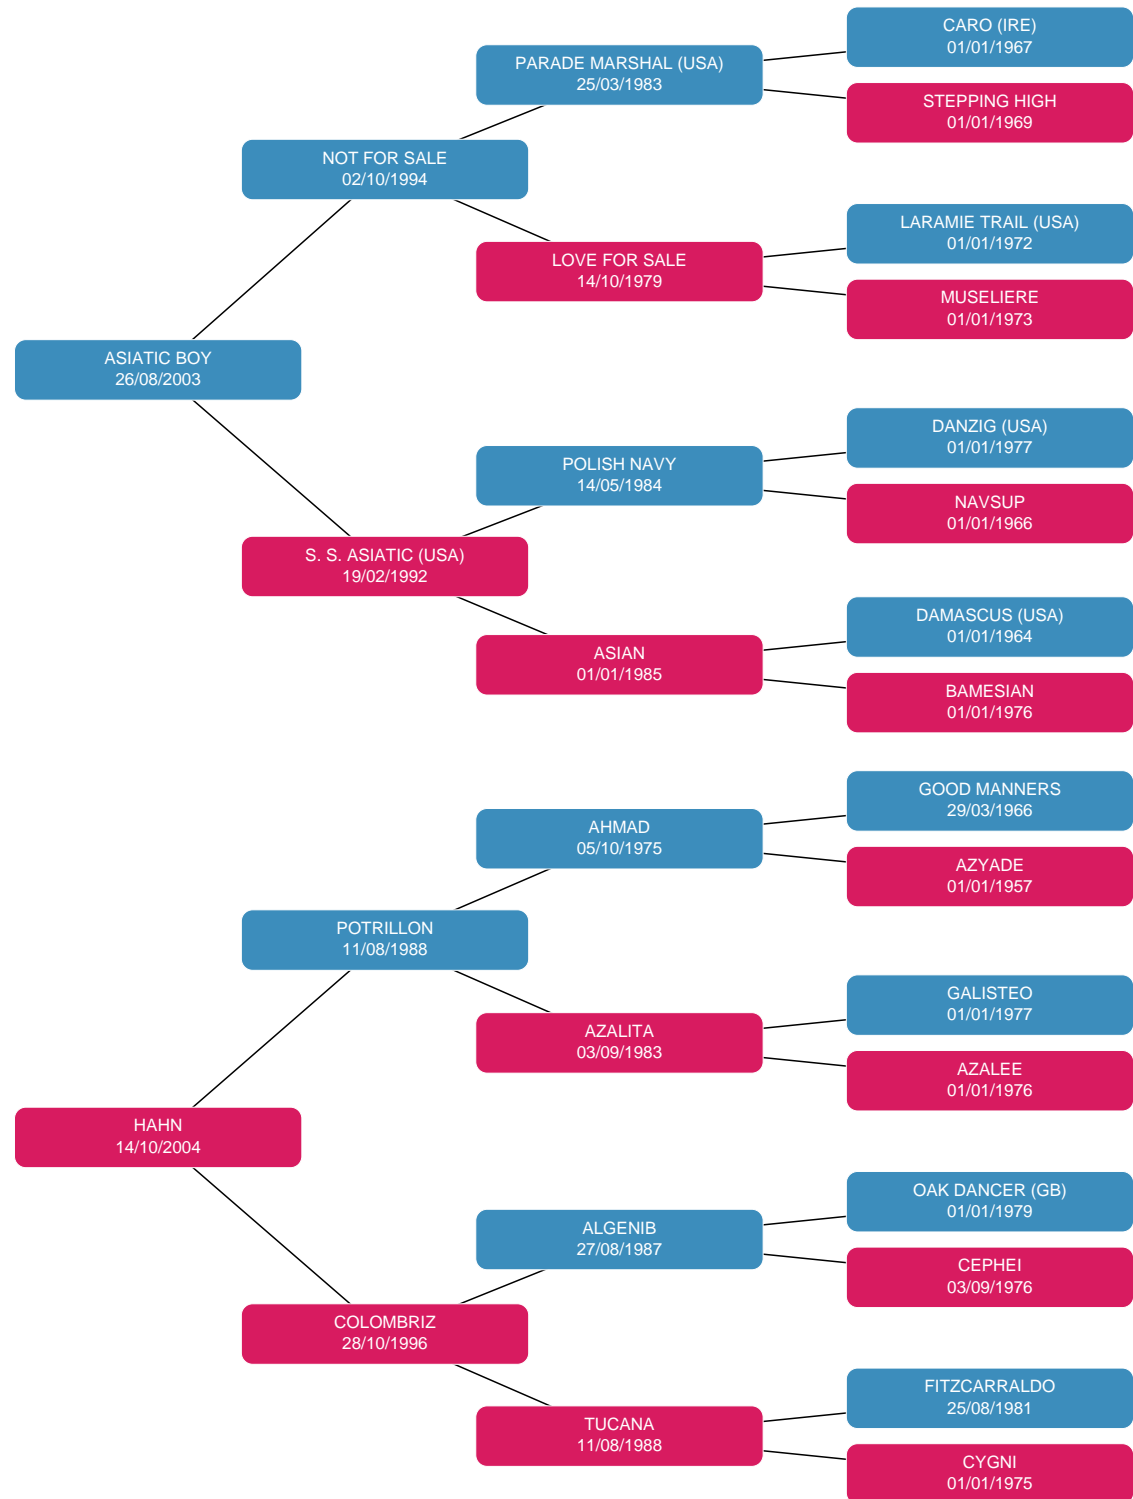 CARO (IRE)
01/01/1967
PARADE MARSHAL (USA)
25/03/1983
STEPPING HIGH
01/01/1969
NOT FOR SALE
02/10/1994
LARAMIE TRAIL (USA)
01/01/1972
LOVE FOR SALE
14/10/1979
MUSELIERE
01/01/1973
ASIATIC BOY
26/08/2003
DANZIG (USA)
01/01/1977
POLISH NAVY
14/05/1984
NAVSUP
01/01/1966
S. S. ASIATIC (USA)
19/02/1992
DAMASCUS (USA)
01/01/1964
ASIAN
01/01/1985
BAMESIAN
01/01/1976
GOOD MANNERS
29/03/1966
AHMAD
05/10/1975
AZYADE
01/01/1957
POTRILLON
11/08/1988
GALISTEO
01/01/1977
AZALITA
03/09/1983
AZALEE
01/01/1976
HAHN
14/10/2004
OAK DANCER (GB)
01/01/1979
ALGENIB
27/08/1987
CEPHEI
03/09/1976
COLOMBRIZ
28/10/1996
FITZCARRALDO
25/08/1981
TUCANA
11/08/1988
CYGNI
01/01/1975